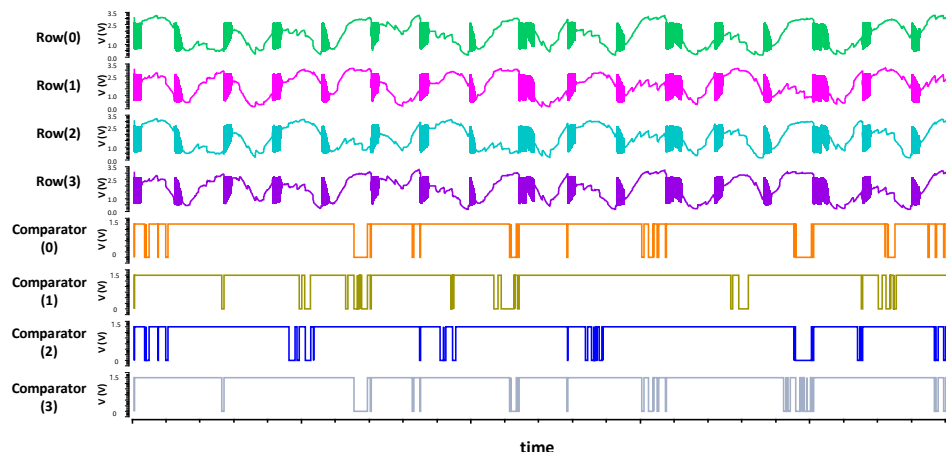 Row(0) V (V) 3.5 2.5 1.0 0.0
Row(1) V (V) 3.5 2.5 1.0 0.0
Row(2) V (V) 3.5 2.5 1.0 0.0
Row(3) V (V) 3.5 2.5 1.0 0.0
Comparator
(0) V (V) 1.5 0
Comparator
(1) V (V) 1.5 0
Comparator
(2) V (V) 1.5 0
Comparator
(3) V (V) 1.5 0
time